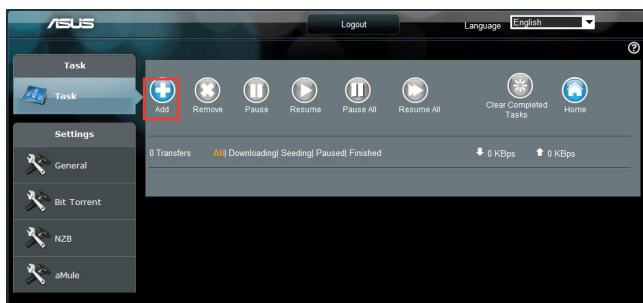 ASUS
Logout
Language English
?
Task
Task
Add Remove Pause Resume Pause All Resume All Clear Completed Tasks Home
Settings
0 Transfers All| Downloading| Seeding| Paused| Finished 0 KBps 0 KBps
General
Bit Torrent
NZB
aMule